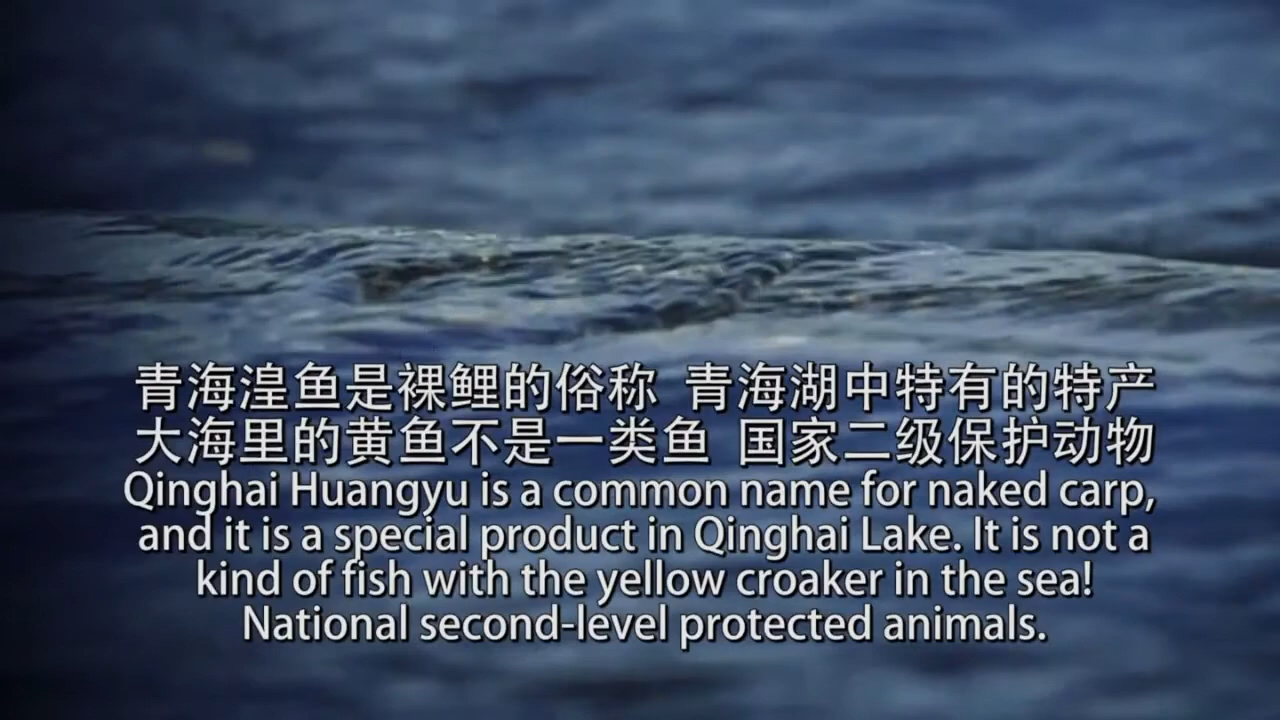 青海湟鱼是裸鲤的俗称 青海湖中特有的特产
大海里的黄鱼不是一类鱼 国家二级保护动物
Qinghai Huangyu is a common name for naked carp,
and it is a special product in Qinghai Lake. It is not a
kind of fish with the yellow croaker in the sea!
National second-level protected animals.